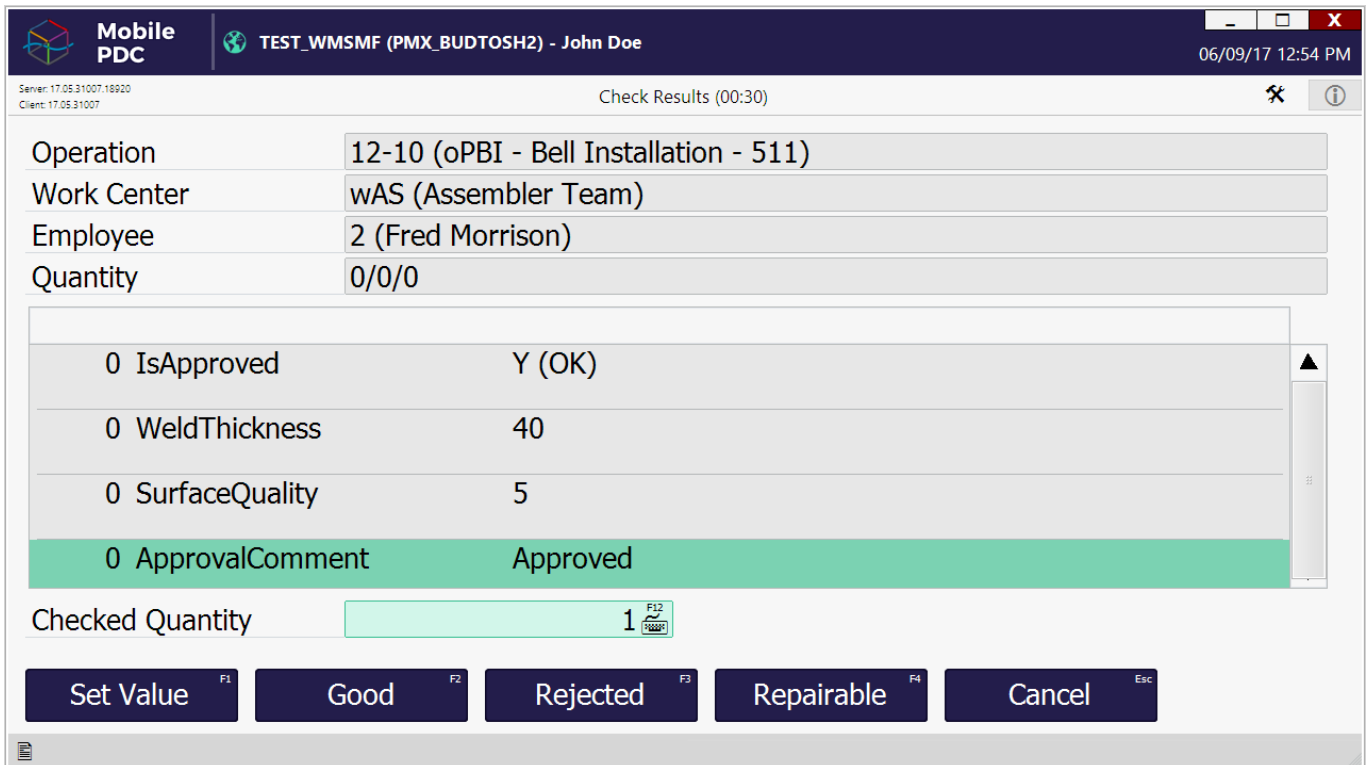 Mobile
PDC
TEST_WMSMF (PMX_BUDTOSH2) - John Doe
X
06/09/17 12:54 PM
Server: 17.05.31007.18920
Client: 17.05.31007
Check Results (00:30)
Operation 12-10 (oPBI - Bell Installation - 511)
Work Center wAS (Assembler Team)
Employee 2 (Fred Morrison)
Quantity 0/0/0
0 IsApproved Y (OK)
0 WeldThickness 40
0 SurfaceQuality 5
0 ApprovalComment Approved
Checked Quantity 1 F12
Set Value F1 Good F2 Rejected F3 Repairable F4 Cancel Esc